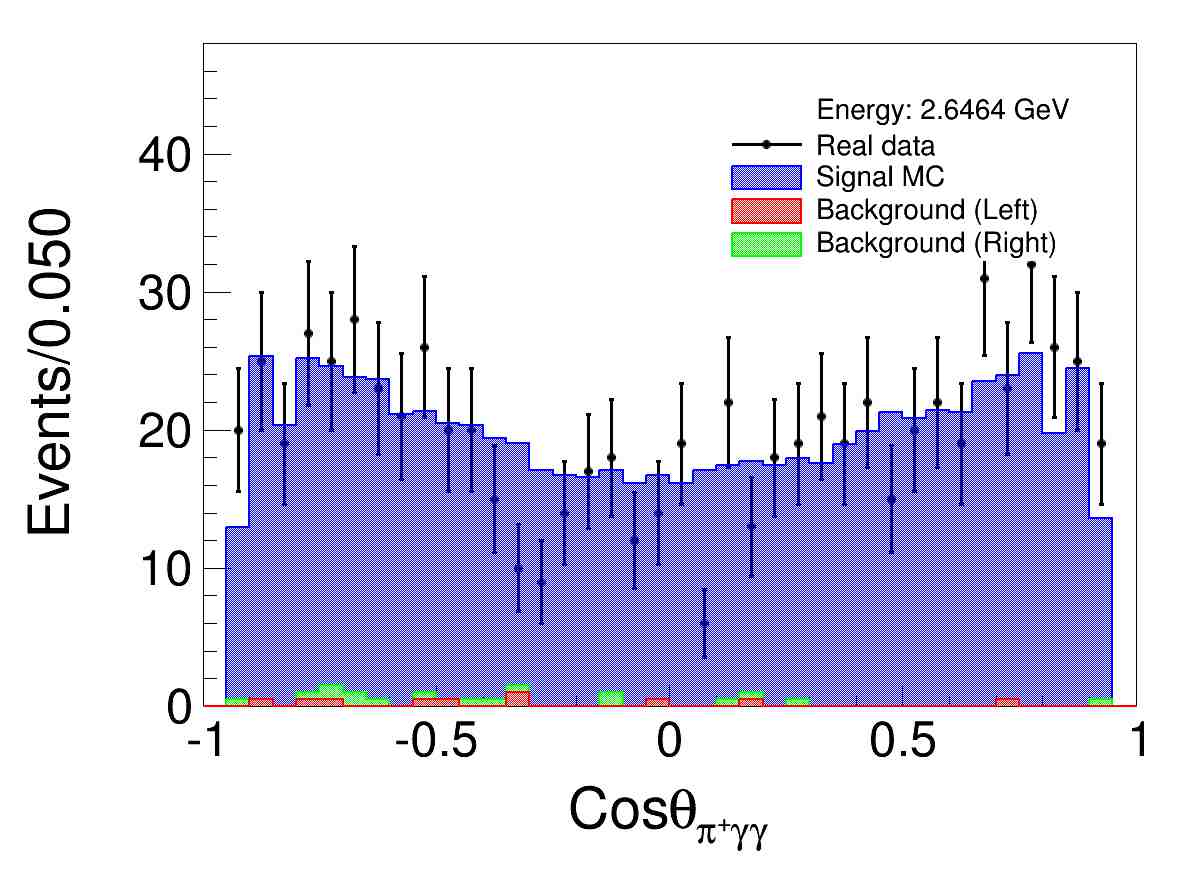 Energy: 2.6464 GeV
Real data
Signal MC
Background (Left)
Background (Right)
40
30
20
10
0
Events/0.050
-1
-0.5
0
0.5
1
Cosθπ⁺γγ